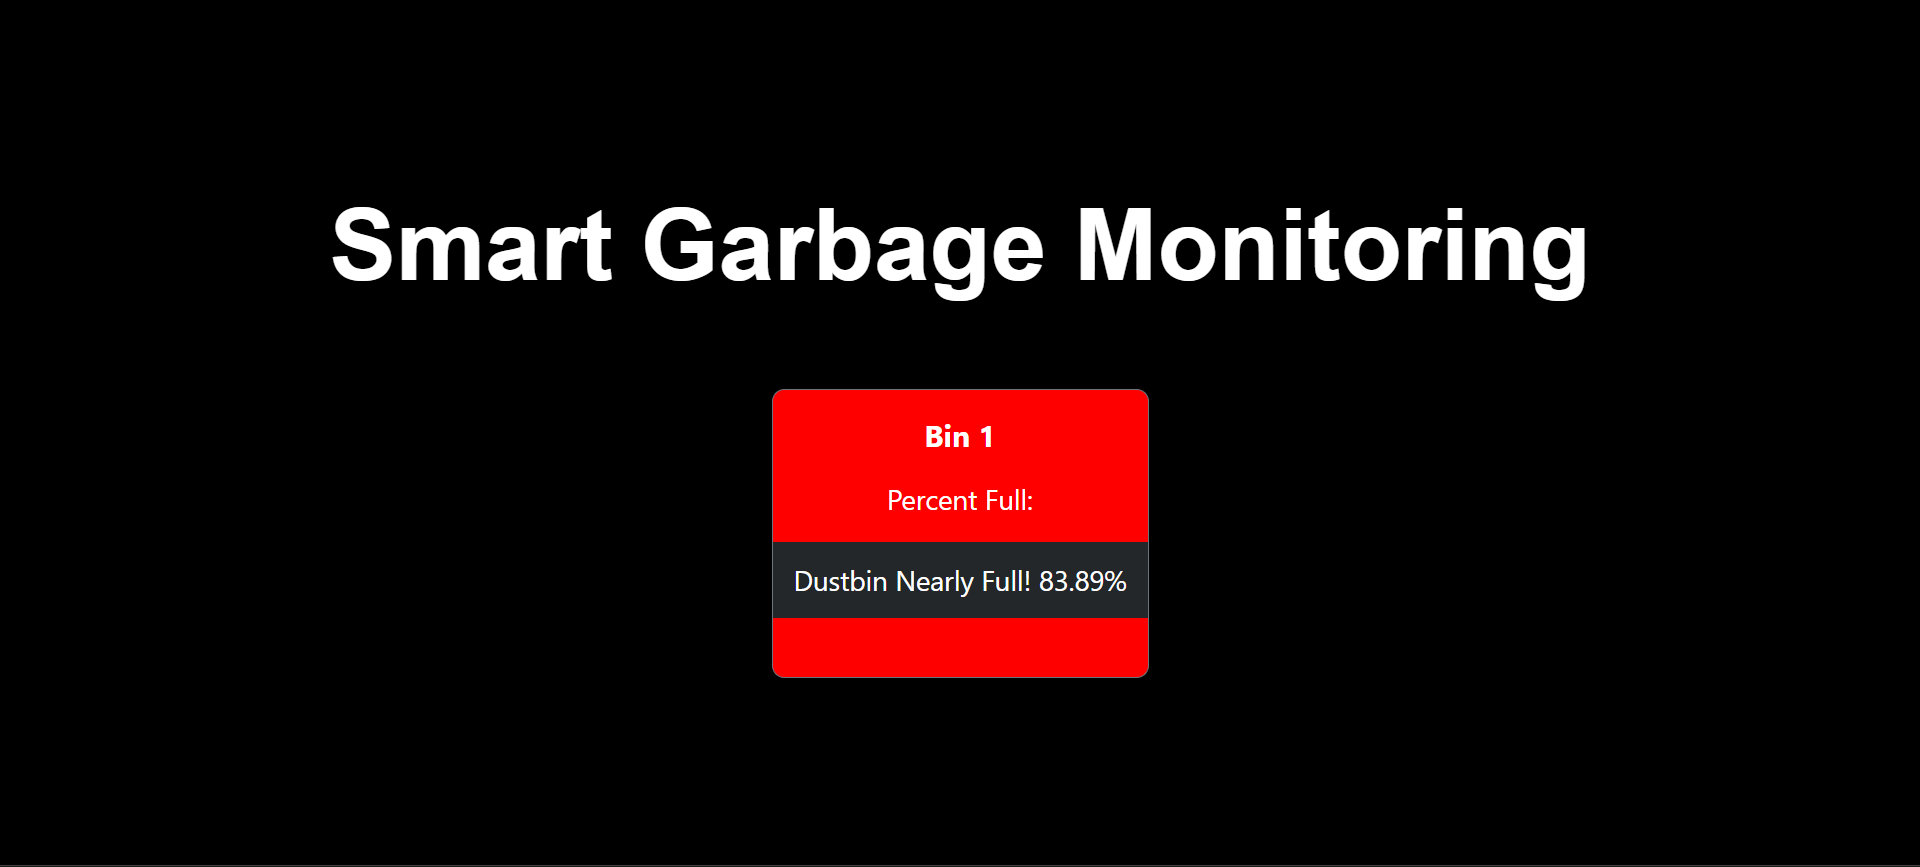 Smart Garbage Monitoring
Bin 1
Percent Full:
Dustbin Nearly Full! 83.89%